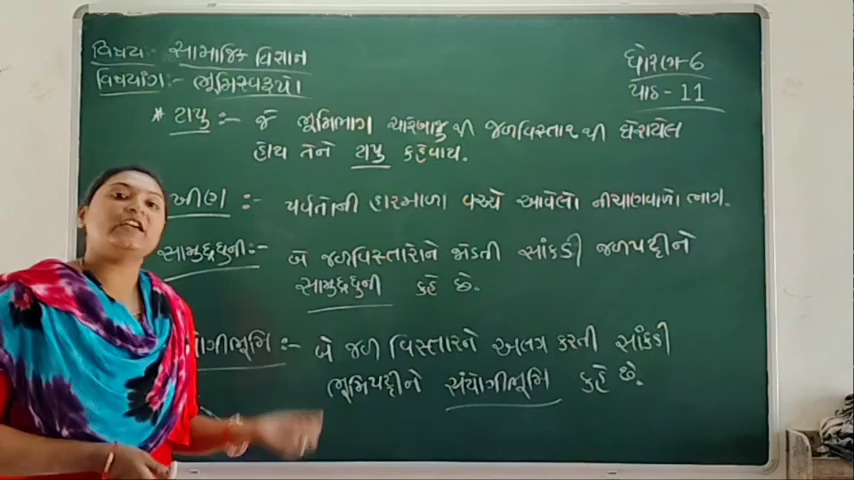 વિષય:- સામાજિક વિજ્ઞાન
ધોરણ-6
વિષયાંગ:- ભૂમિસ્વરૂપો
પાઠ - 11
* ટાપુ :- જે ભૂમિભાગ ચારેબાજુથી જળવિસ્તારથી ઘેરાયેલ
હોય તેને ટાપુ કહેવાય.
ખીણ :- પર્વતોની હારમાળા વચ્ચે આવેલો નીચાણવાળો ભાગ.
સામુદ્રધુની:- બે જળવિસ્તારોને જોડતી સાંકડી જળપટ્ટીને
સામુદ્રધુની કહે છે.
યોગીભૂમિ :- બે જળ વિસ્તારને અલગ કરતી સાંકડી
ભૂમિપટ્ટીને સંયોગીભૂમિ કહે છે.